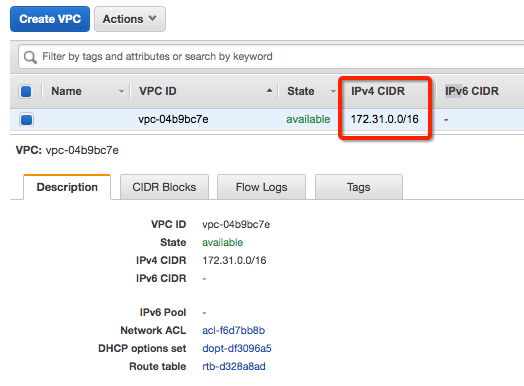 Create VPC Actions
Filter by tags and attributes or search by keyword
Name VPC ID State IPv4 CIDR IPv6 CIDR
vpc-04b9bc7e available 172.31.0.0/16 -
VPC: vpc-04b9bc7e
Description CIDR Blocks Flow Logs Tags
VPC ID vpc-04b9bc7e
State available
IPv4 CIDR 172.31.0.0/16
IPv6 CIDR -
IPv6 Pool -
Network ACL acl-f6d7bb8b
DHCP options set dopt-df3096a5
Route table rtb-d328a8ad